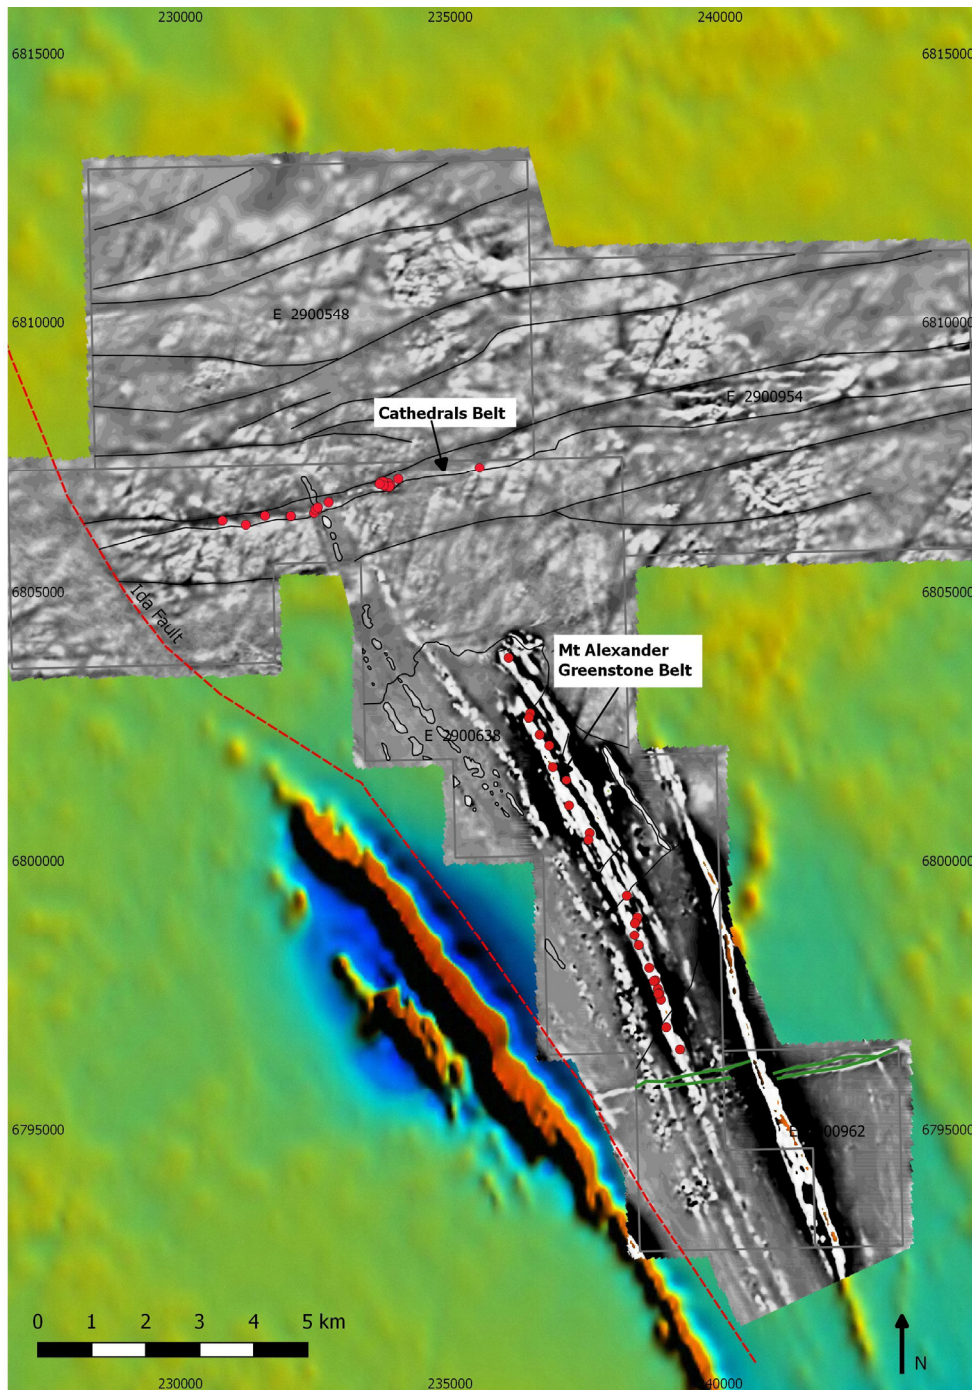 230000 235000 240000
6815000 6815000
E 2900548
6810000 6810000
E 2900954
Cathedrals Belt
6805000 6805000
Ida Fault
Mt Alexander
Greenstone Belt
E 2900638
6800000 6800000
6795000 6795000
0 1 2 3 4 5 km
N
230000 235000